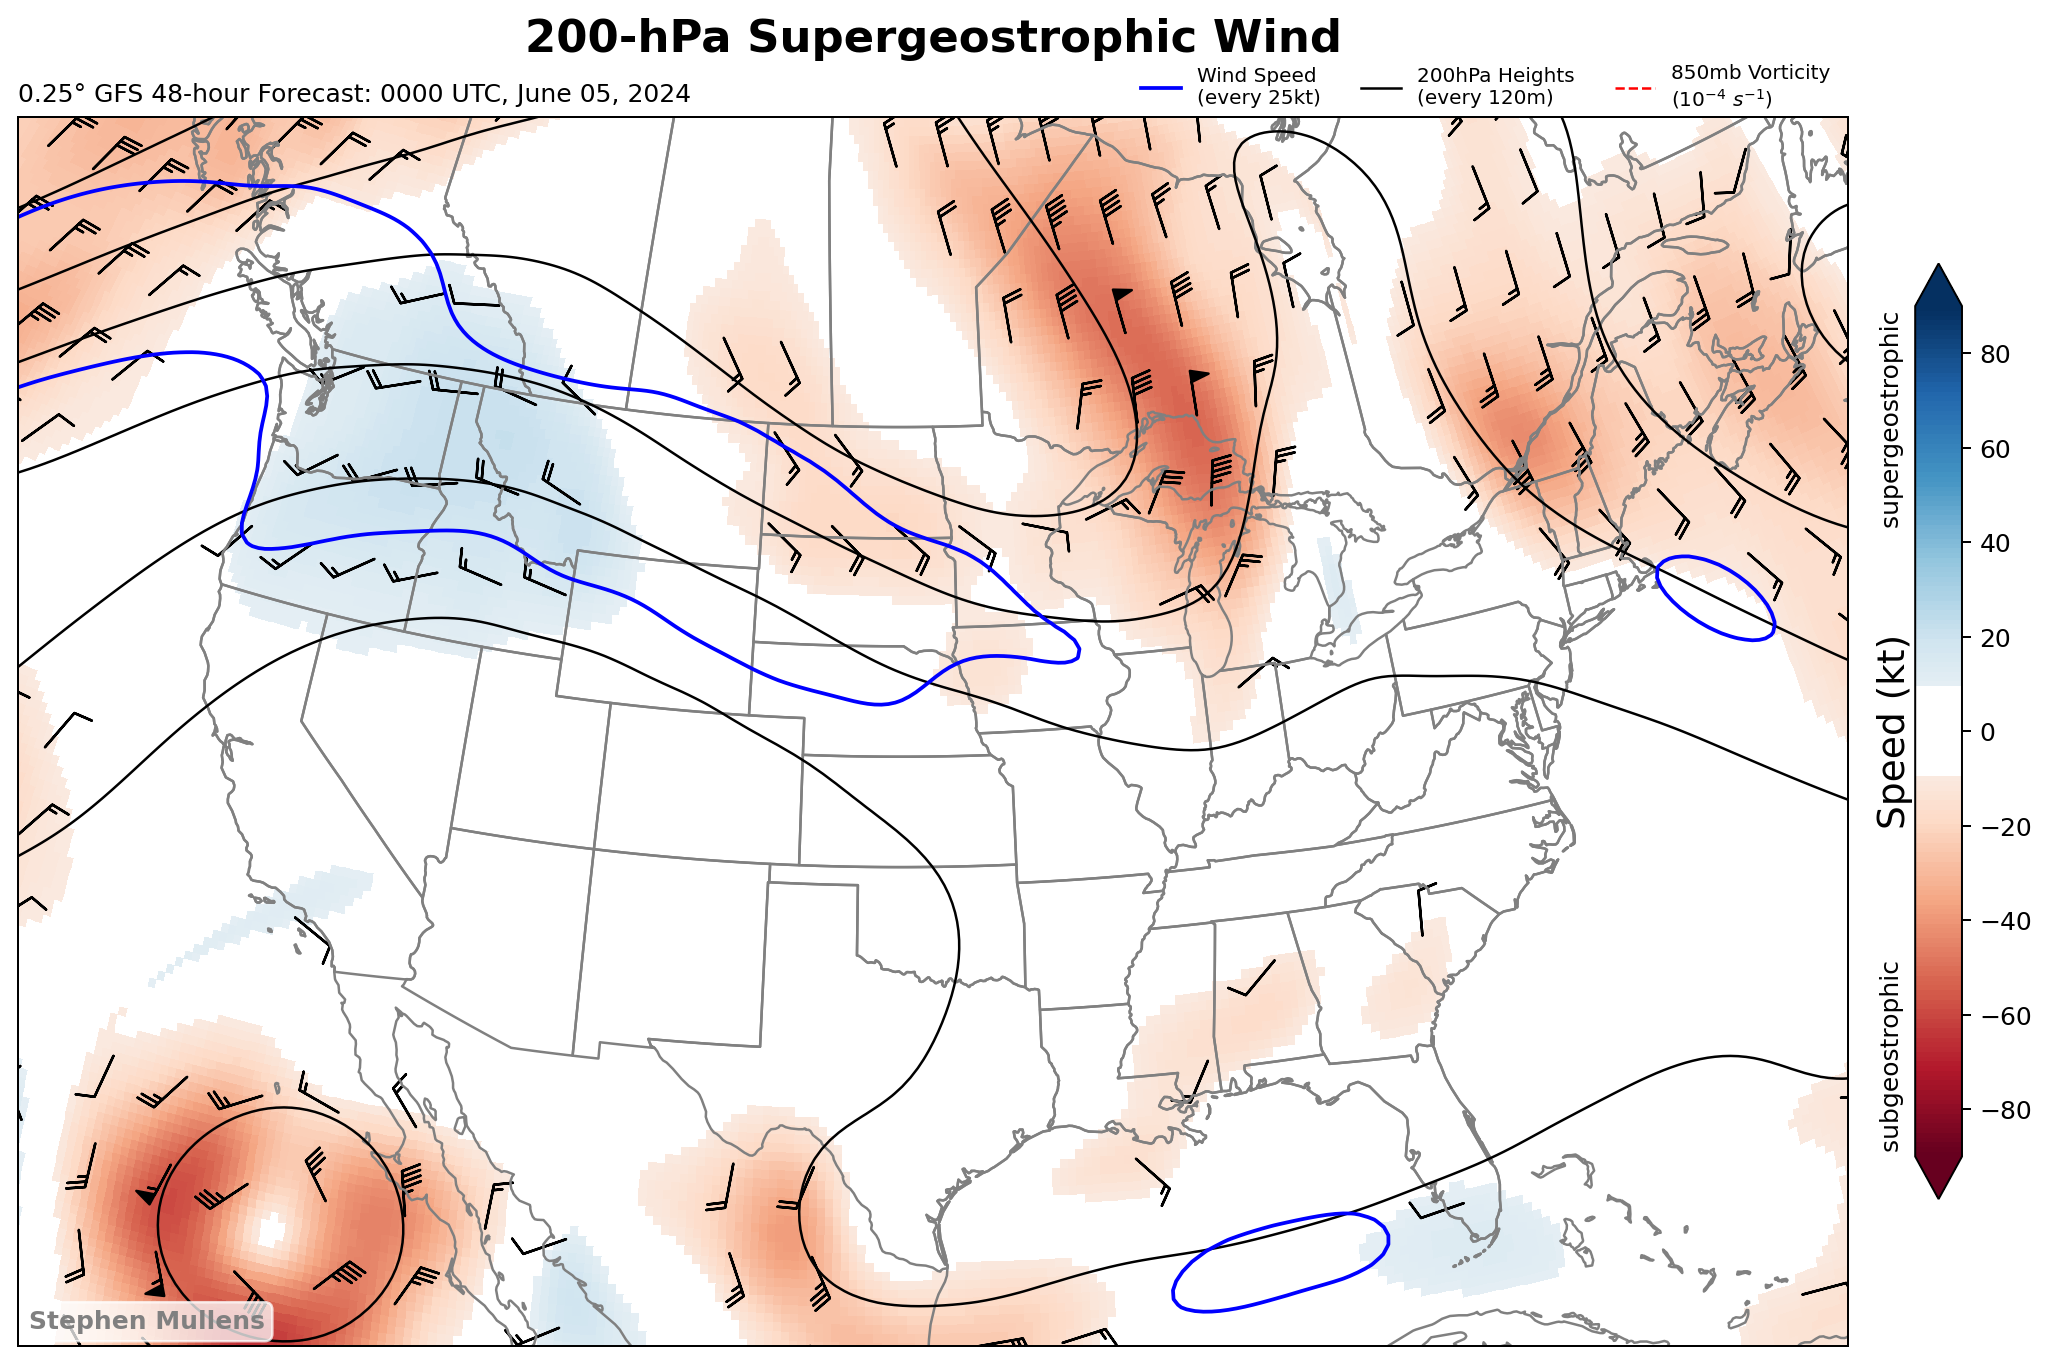 200-hPa Supergeostrophic Wind
0.25° GFS 48-hour Forecast: 0000 UTC, June 05, 2024
Wind Speed
(every 25kt)
200hPa Heights
(every 120m)
850mb Vorticity
(10⁻⁴ s⁻¹)
supergeostrophic
Speed (kt)
subgeostrophic
80
60
40
20
0
−20
−40
−60
−80
Stephen Mullens